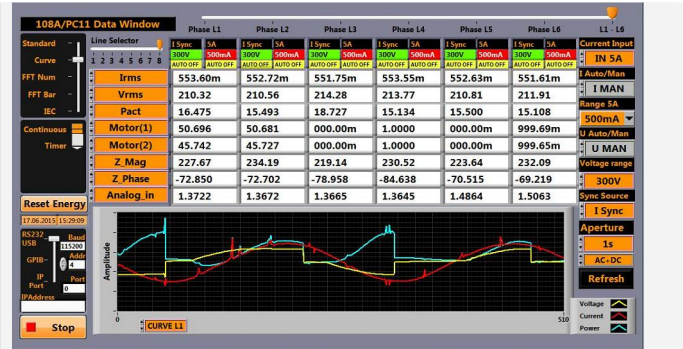 108A/PC11 Data Window
Phase L1 Phase L2 Phase L3 Phase L4 Phase L5 Phase L6 L1 - L6
Standard
Curve
FFT Num
FFT Bar
IEC
Line Selector
1 2 3 4 5 6 7 8
I Sync 5A I Sync 5A I Sync 5A I Sync 5A I Sync 5A I Sync 5A
300V 500mA 300V 500mA 300V 500mA 300V 500mA 300V 500mA 300V 500mA
AUTO OFF AUTO OFF AUTO OFF AUTO OFF AUTO OFF AUTO OFF AUTO OFF AUTO OFF AUTO OFF AUTO OFF AUTO OFF AUTO OFF
Irms 553.60m 552.72m 551.75m 553.55m 552.63m 551.61m
Vrms 210.32 210.56 214.28 213.77 210.81 211.91
Pact 16.475 15.493 18.727 15.134 15.500 15.108
Motor(1) 50.696 50.681 000.00m 1.0000 000.00m 999.69m
Motor(2) 45.742 45.727 000.00m 1.0000 000.00m 999.65m
Z_Mag 227.67 234.19 219.14 230.52 223.64 232.09
Z_Phase -72.850 -72.702 -78.958 -84.638 -70.515 -69.219
Analog_in 1.3722 1.3672 1.3665 1.3645 1.4864 1.5063
Continuous
Timer
Reset Energy
17.06.2015 15:29:09
RS232
USB
GPIB
IP
Port
Baud
115200
Addr
4
Port
0
IPAddress
Stop
Amplitude
0 510
CURVE L1
Current Input
IN 5A
I Auto/Man
I MAN
Range 5A
500mA
U Auto/Man
U MAN
Voltage range
300V
Sync Source
I Sync
Aperture
1s
AC+DC
Refresh
Voltage
Current
Power